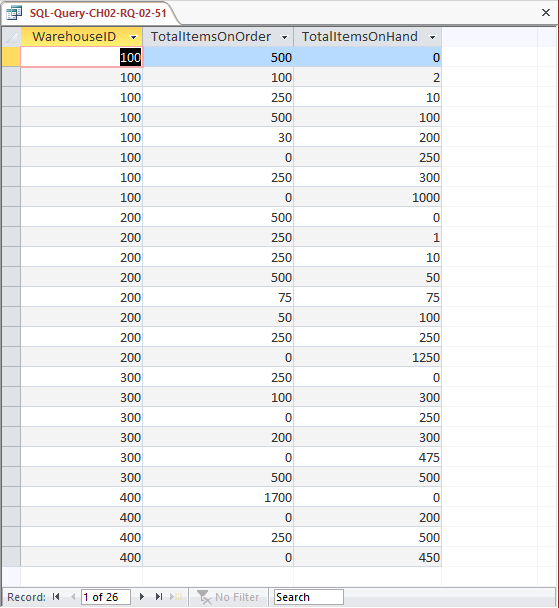 SQL-Query-CH02-RQ-02-51
WarehouseID TotalItemsOnOrder TotalItemsOnHand
100 500 0
100 100 2
100 250 10
100 500 100
100 30 200
100 0 250
100 250 300
100 0 1000
200 500 0
200 250 1
200 250 10
200 500 50
200 75 75
200 50 100
200 250 250
200 0 1250
300 250 0
300 100 300
300 0 250
300 200 300
300 0 475
300 500 500
400 1700 0
400 0 200
400 250 500
400 0 450
Record: 1 of 26 No Filter Search